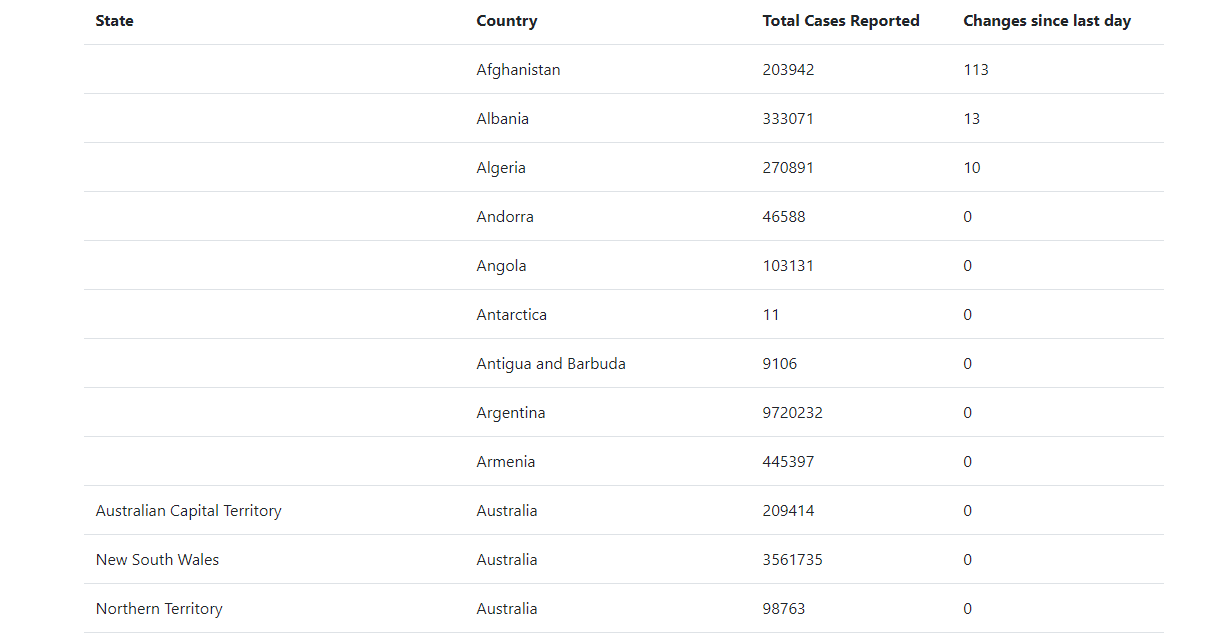 State Country Total Cases Reported Changes since last day
Afghanistan 203942 113
Albania 333071 13
Algeria 270891 10
Andorra 46588 0
Angola 103131 0
Antarctica 11 0
Antigua and Barbuda 9106 0
Argentina 9720232 0
Armenia 445397 0
Australian Capital Territory Australia 209414 0
New South Wales Australia 3561735 0
Northern Territory Australia 98763 0